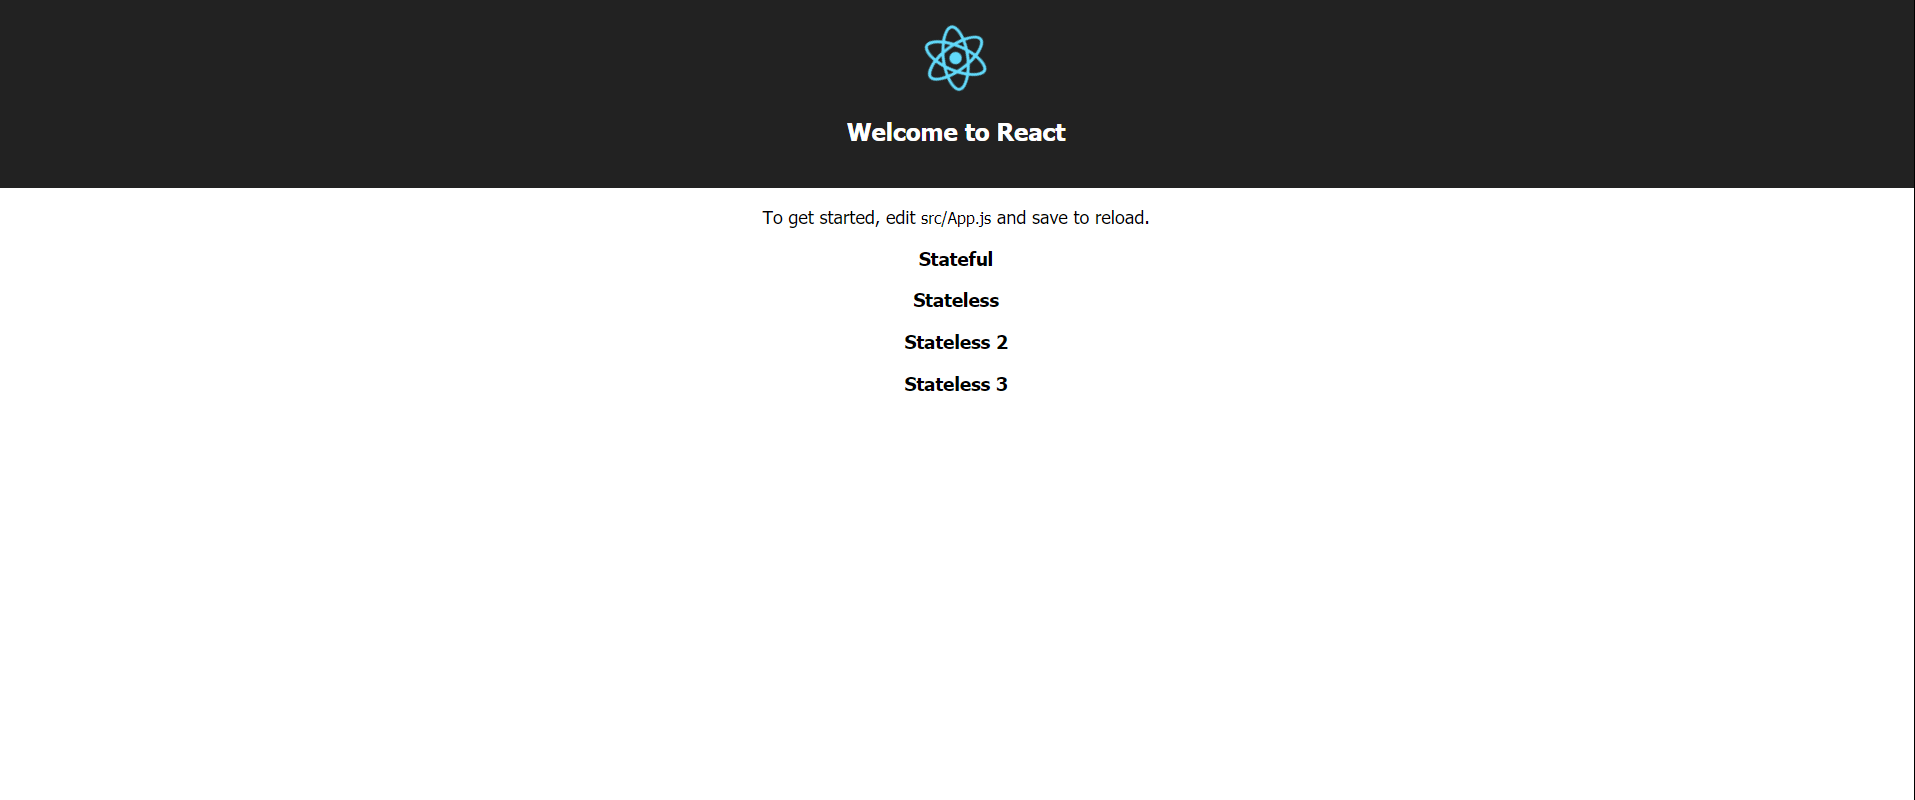 Welcome to React
To get started, edit src/App.js and save to reload.
Stateful
Stateless
Stateless 2
Stateless 3